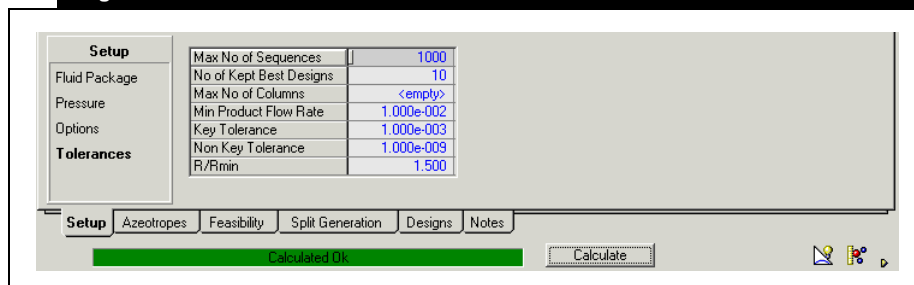 Setup
Fluid Package
Pressure
Options
Tolerances
Max No of Sequences 1000
No of Kept Best Designs 10
Max No of Columns <empty>
Min Product Flow Rate 1.000e-002
Key Tolerance 1.000e-003
Non Key Tolerance 1.000e-009
R/Rmin 1.500
Setup Azeotropes Feasibility Split Generation Designs Notes
Calculated Ok Calculate